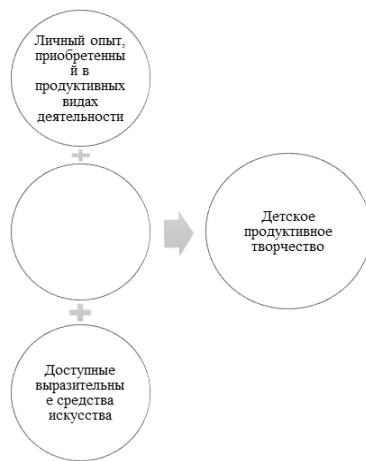 Личный опыт,
приобретенны
й в
продуктивных
видах
деятельности
Детское
продуктивное
творчество
Доступные
выразительны
е средства
искусства